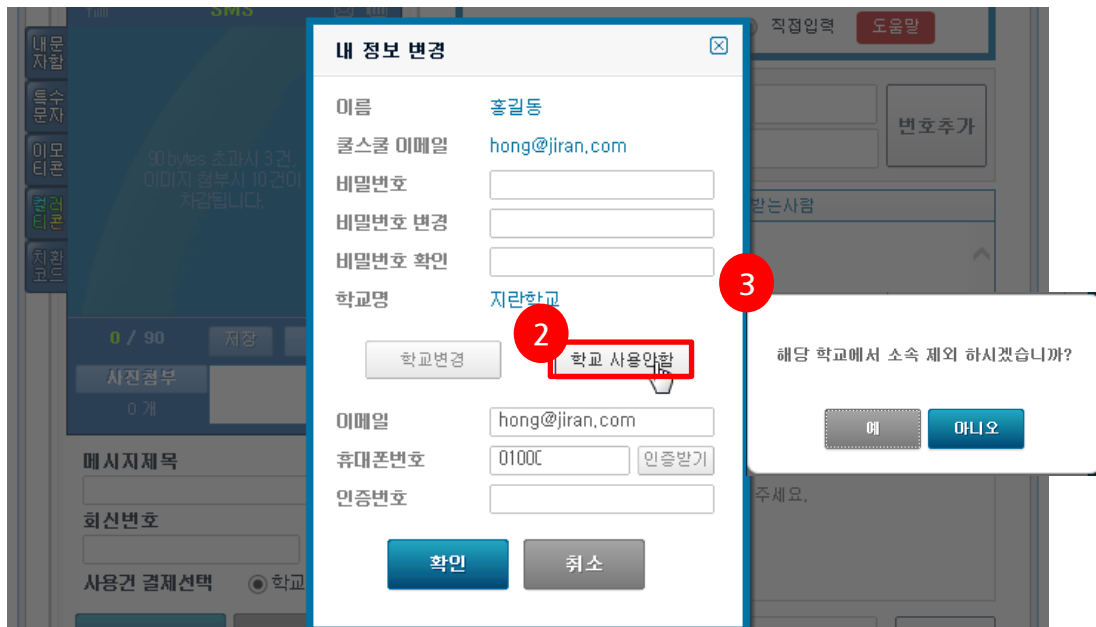 SMS
직접입력
도움말
내문
자함
내 정보 변경
특수
문자
이름
홍길동
번호추가
이모
티콘
90 bytes 초과시 3건,
이미지 첨부시 10건이
차감됩니다.
쿨스쿨 이메일
hong@jiran.com
비밀번호
컬러
티콘
받는사람
비밀번호 변경
치환
코드
비밀번호 확인
학교명
지란학교
3
2
0 / 90
저장
학교변경
학교 사용안함
해당 학교에서 소속 제외 하시겠습니까?
예
아니오
사진첨부
0 개
이메일
hong@jiran.com
메시지제목
휴대폰번호
인증받기
인증번호
주세요.
회신번호
확인
취소
사용건 결제선택
학교